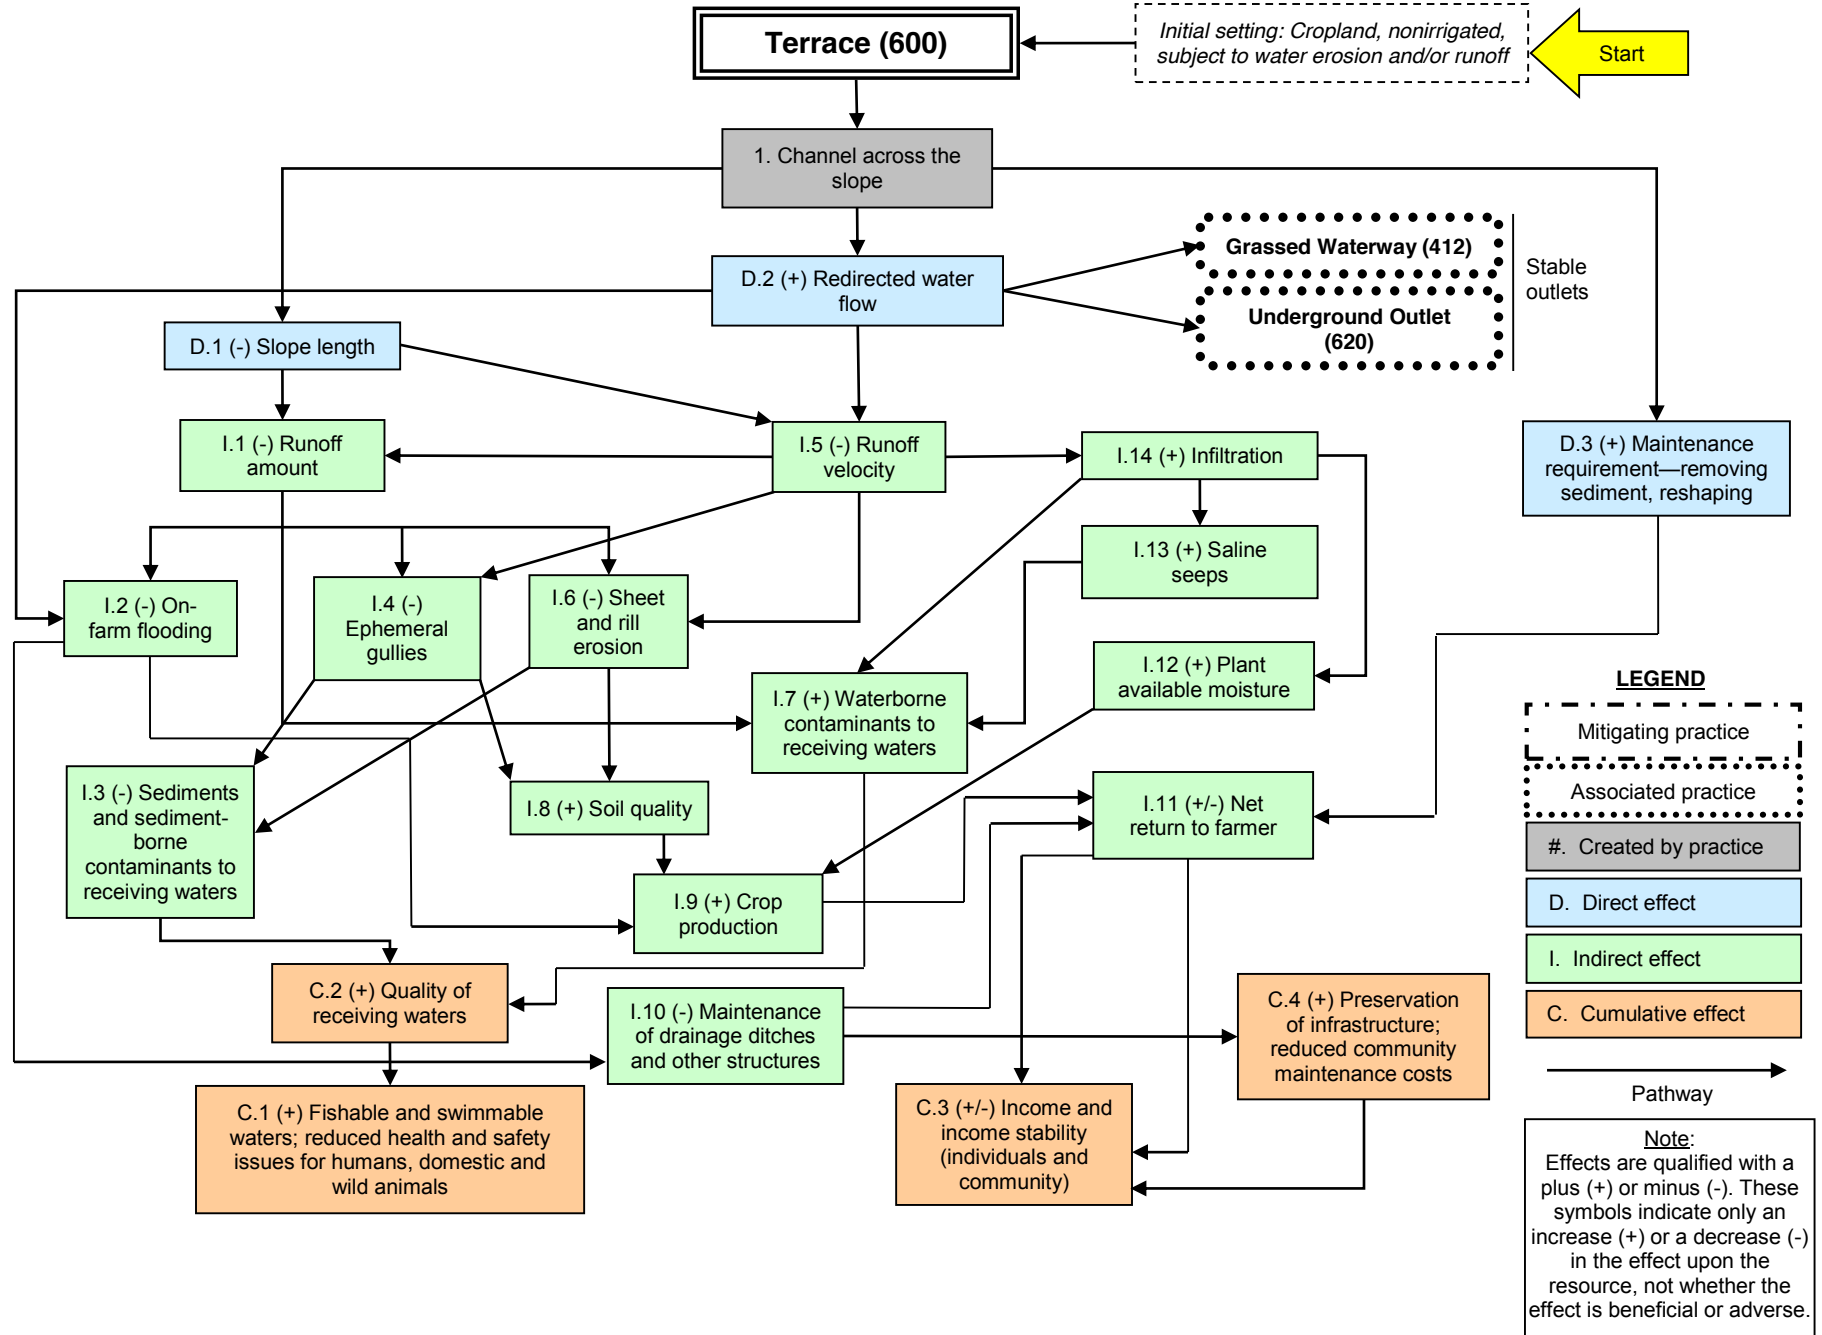 Terrace (600)
Initial setting: Cropland, nonirrigated,
subject to water erosion and/or runoff
Start
1. Channel across the
slope
D.2 (+) Redirected water
flow
Grassed Waterway (412)
Underground Outlet
(620)
Stable
outlets
D.1 (-) Slope length
I.1 (-) Runoff
amount
I.5 (-) Runoff
velocity
I.14 (+) Infiltration
D.3 (+) Maintenance
requirement—removing
sediment, reshaping
I.13 (+) Saline
seeps
I.2 (-) On-
farm flooding
I.4 (-)
Ephemeral
gullies
I.6 (-) Sheet
and rill
erosion
I.12 (+) Plant
available moisture
I.7 (+) Waterborne
contaminants to
receiving waters
I.3 (-) Sediments
and sediment-
borne
contaminants to
receiving waters
I.8 (+) Soil quality
I.11 (+/-) Net
return to farmer
I.9 (+) Crop
production
C.2 (+) Quality of
receiving waters
I.10 (-) Maintenance
of drainage ditches
and other structures
C.4 (+) Preservation
of infrastructure;
reduced community
maintenance costs
C.1 (+) Fishable and swimmable
waters; reduced health and safety
issues for humans, domestic and
wild animals
C.3 (+/-) Income and
income stability
(individuals and
community)
LEGEND
Mitigating practice
Associated practice
#. Created by practice
D. Direct effect
I. Indirect effect
C. Cumulative effect
Pathway
Note:
Effects are qualified with a
plus (+) or minus (-). These
symbols indicate only an
increase (+) or a decrease (-)
in the effect upon the
resource, not whether the
effect is beneficial or adverse.